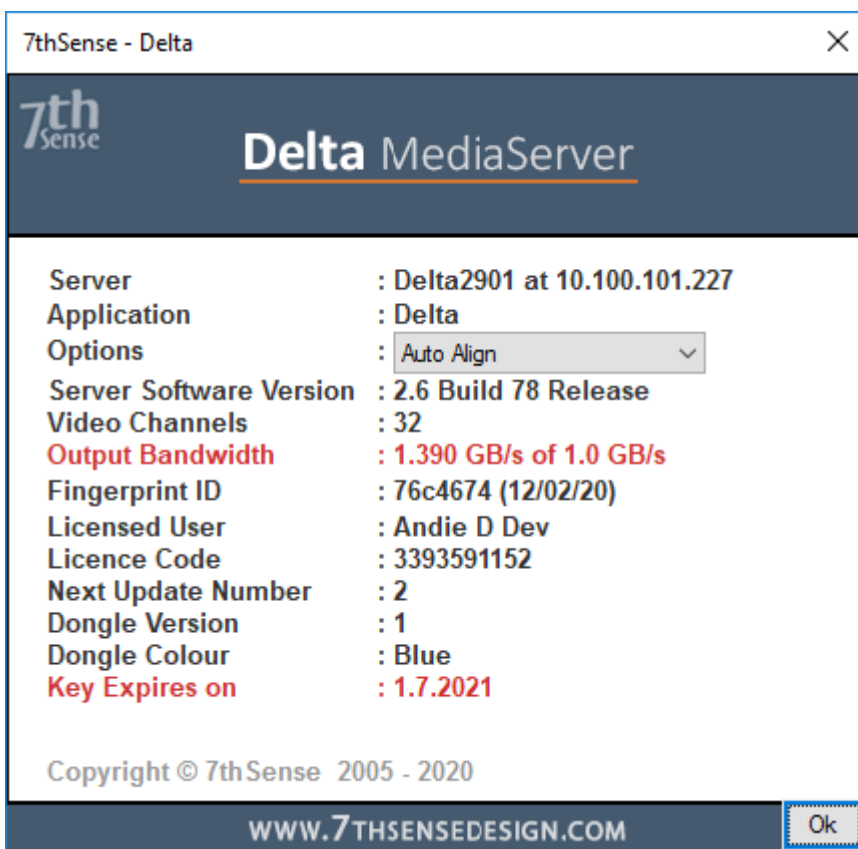 7thSense - Delta
7th Sense
Delta MediaServer
Server : Delta2901 at 10.100.101.227
Application : Delta
Options : Auto Align
Server Software Version : 2.6 Build 78 Release
Video Channels : 32
Output Bandwidth : 1.390 GB/s of 1.0 GB/s
Fingerprint ID : 76c4674 (12/02/20)
Licensed User : Andie D Dev
Licence Code : 3393591152
Next Update Number : 2
Dongle Version : 1
Dongle Colour : Blue
Key Expires on : 1.7.2021
Copyright © 7thSense 2005 - 2020
WWW.7THSENSEDESIGN.COM
Ok